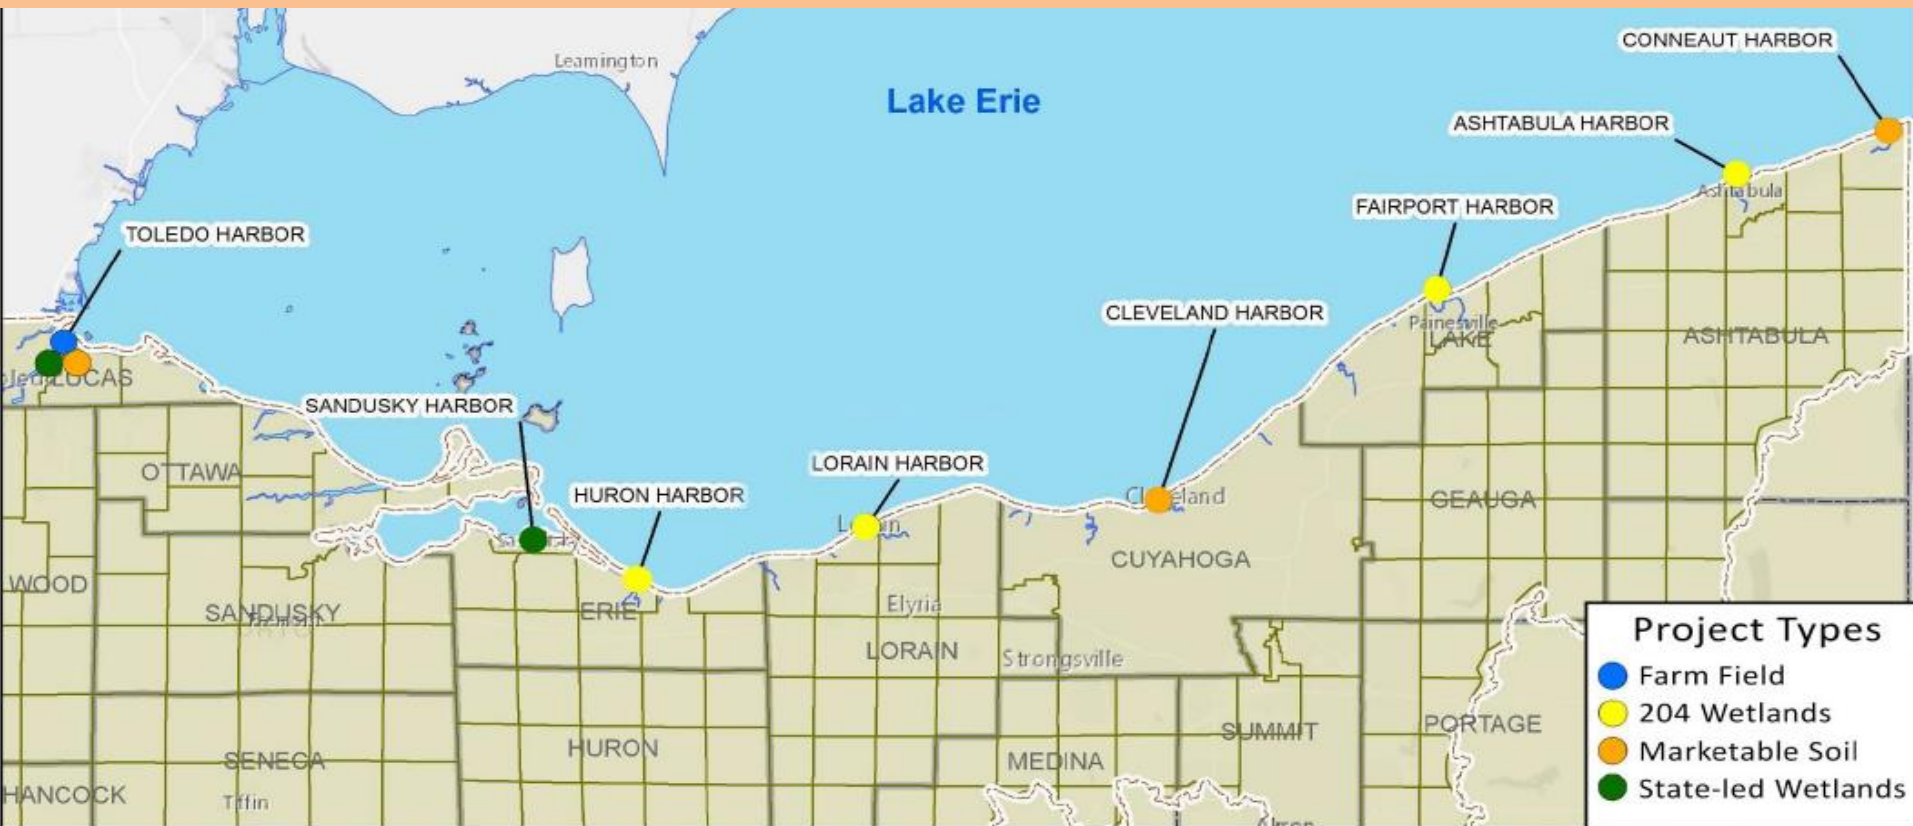 CONNEAUT HARBOR
Leamington
Lake Erie
ASHTABULA HARBOR
Ashtabula
FAIRPORT HARBOR
TOLEDO HARBOR
CLEVELAND HARBOR
Painesville
LAKE
ASHTABULA
LUCAS
SANDUSKY HARBOR
OTTAWA
LORAIN HARBOR
HURON HARBOR
GEAUGA
CUYAHOGA
WOOD
SANDUSKY
ERIE
Elyria
LORAIN
Strongsville
Project Types
Farm Field
204 Wetlands
Marketable Soil
State-led Wetlands
PORTAGE
SUMMIT
HURON
MEDINA
SENECA
HANCOCK
Tiffin